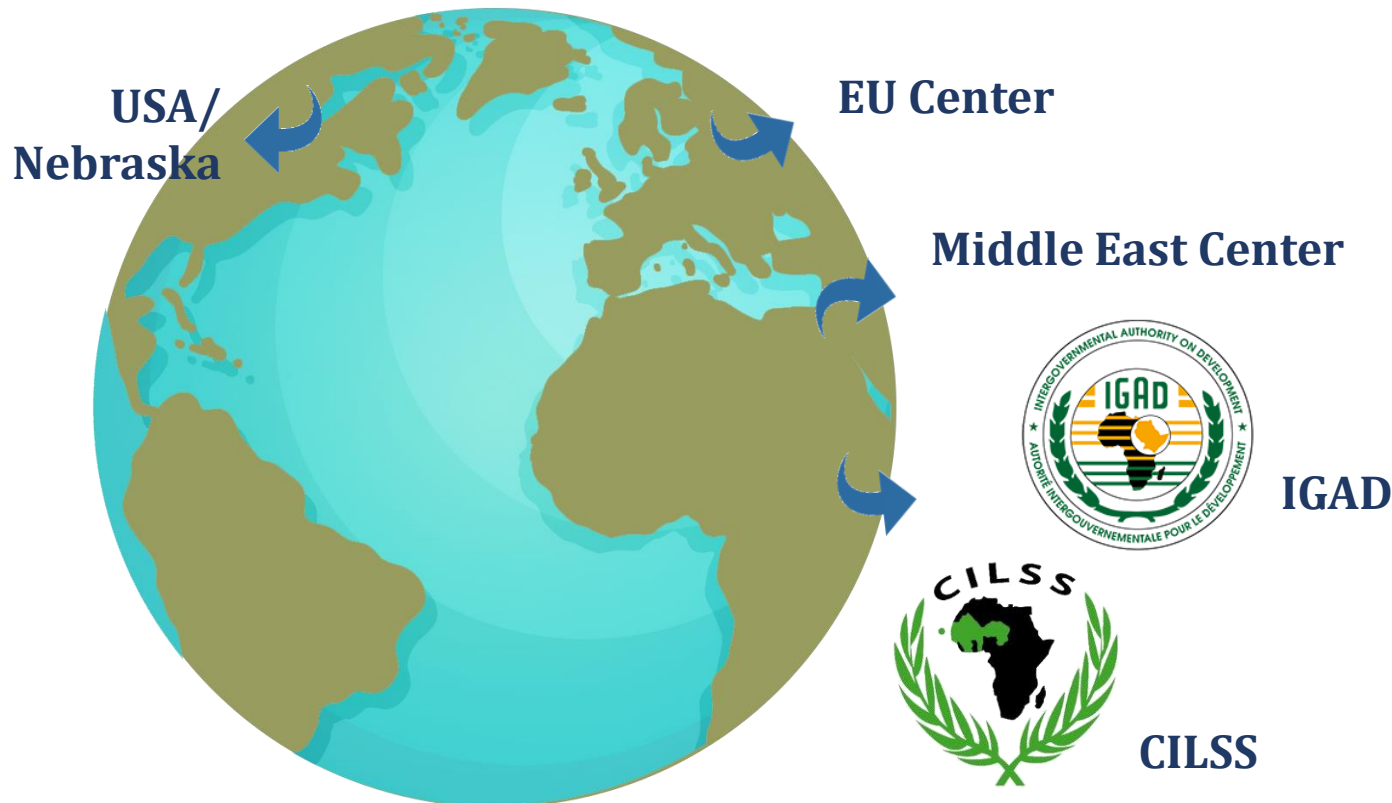 USA/
Nebraska
EU Center
Middle East Center
INTERGOVERNMENTAL AUTHORITY ON DEVELOPMENT
IGAD
AUTORITÉ INTERGOUVERNEMENTALE POUR LE DÉVELOPPEMENT
IGAD
CILSS
CILSS